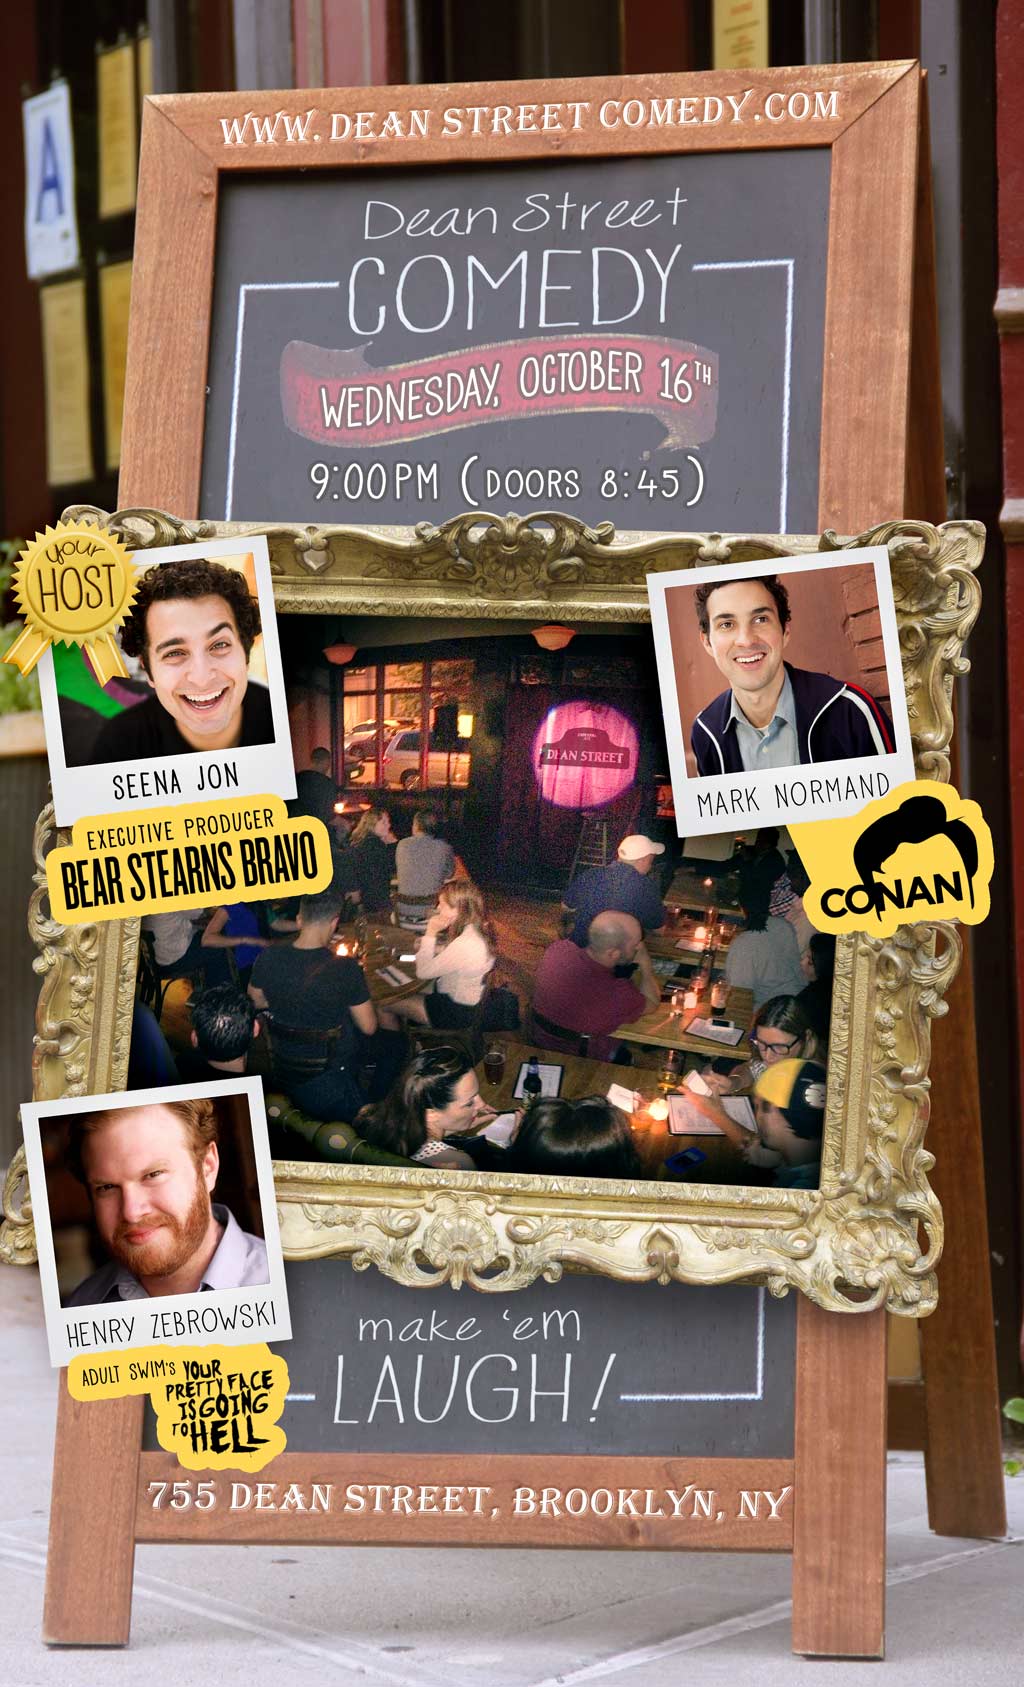 WWW. DEAN STREET COMEDY.COM
A
Dean Street
COMEDY
WEDNESDAY, OCTOBER 16TH
9:00PM (DOORS 8:45)
your
HOST
SEENA JON
EXECUTIVE PRODUCER
BEAR STEARNS BRAVO
DEAN STREET
MARK NORMAND
CONAN
HENRY ZEBROWSKI
ADULT SWIM'S YOUR
PRETTY FACE
IS GOING
TO HELL
make 'em
LAUGH!
755 DEAN STREET, BROOKLYN, NY